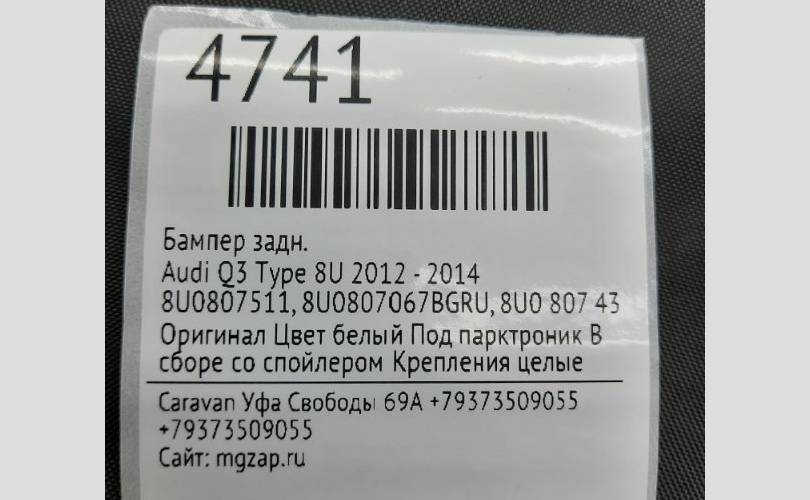 4741
Бампер задн.
Audi Q3 Type 8U 2012 - 2014
8U0807511, 8U0807067BGRU, 8U0 807 43
Оригинал Цвет белый Под парктроник В
сборе со спойлером Крепления целые
Caravan Уфа Свободы 69А +79373509055
+79373509055
Сайт: mgzap.ru